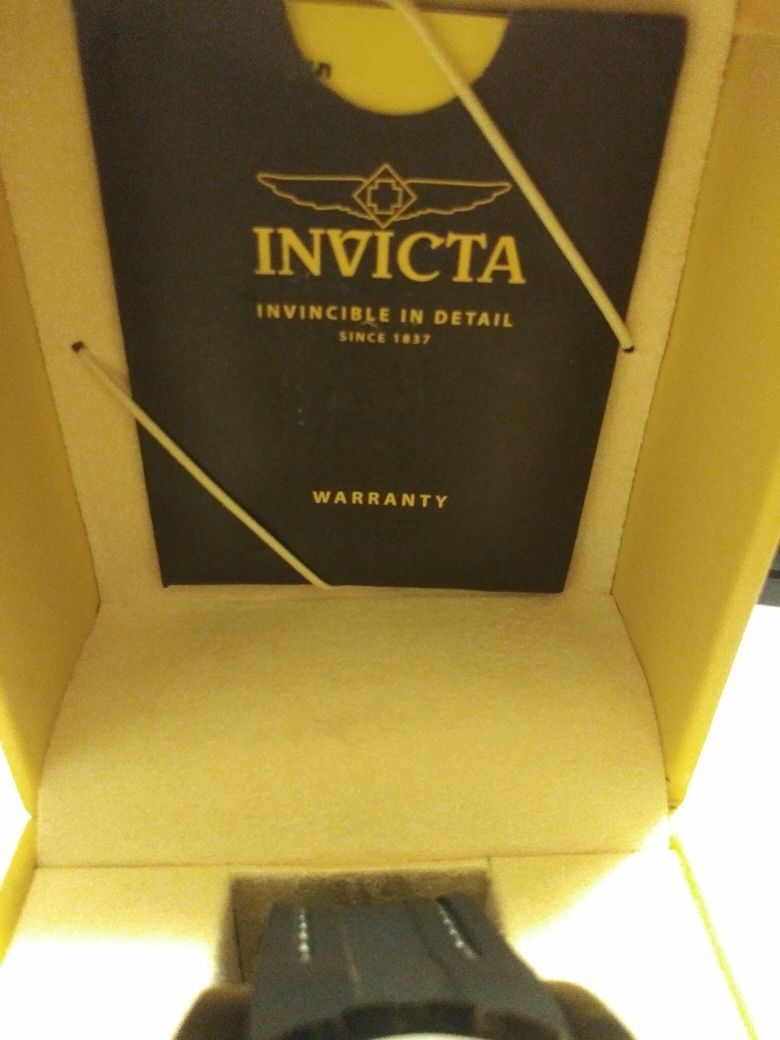 INVICTA
INVINCIBLE IN DETAIL
SINCE 1837
WARRANTY